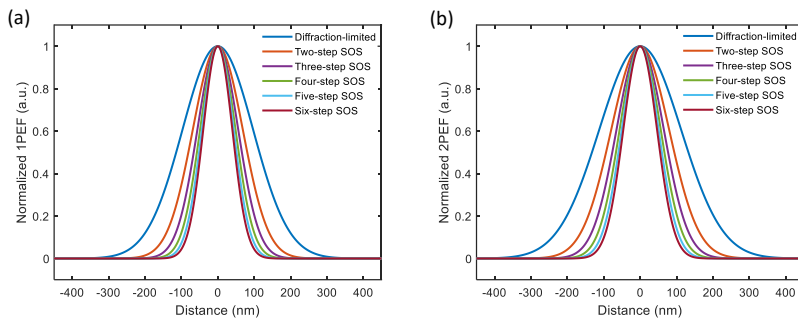 (a)
Normalized 1PEF (a.u.)
1
0.8
0.6
0.4
0.2
0
Diffraction-limited
Two-step SOS
Three-step SOS
Four-step SOS
Five-step SOS
Six-step SOS
-400 -300 -200 -100 0 100 200 300 400
Distance (nm)
(b)
Normalized 2PEF (a.u.)
1
0.8
0.6
0.4
0.2
0
Diffraction-limited
Two-step SOS
Three-step SOS
Four-step SOS
Five-step SOS
Six-step SOS
-400 -300 -200 -100 0 100 200 300 400
Distance (nm)